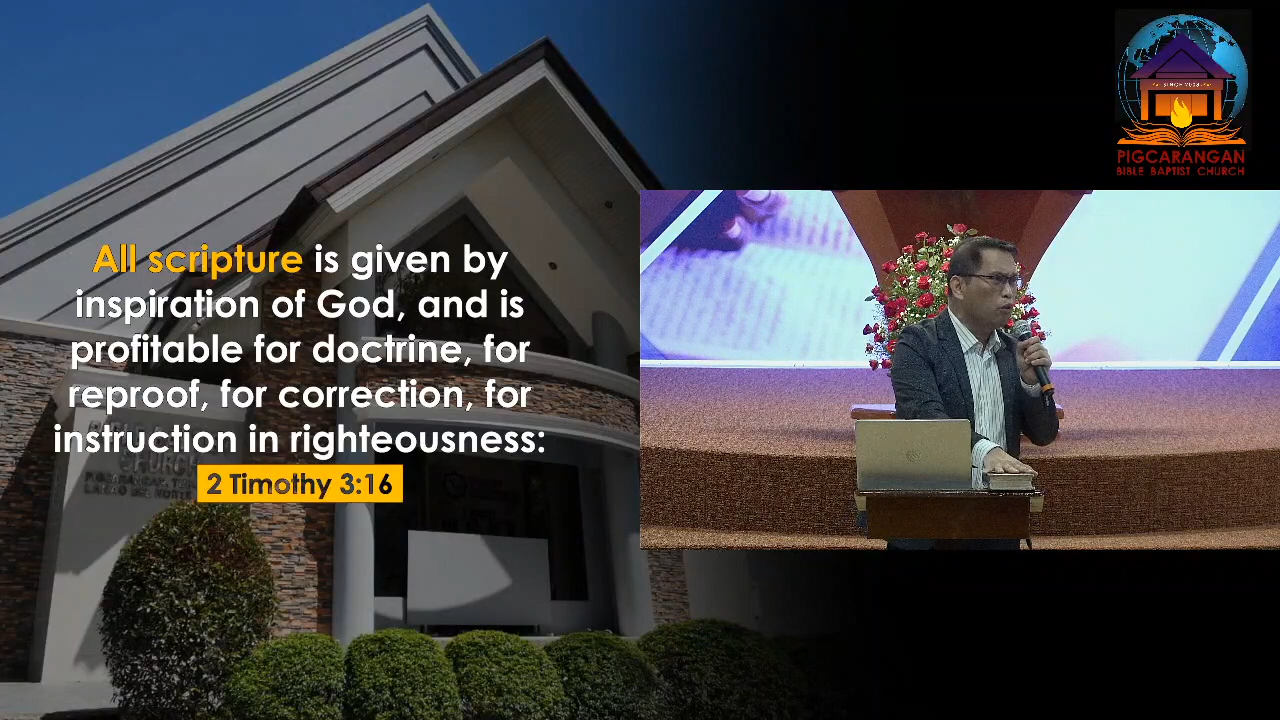 All scripture is given by
inspiration of God, and is
profitable for doctrine, for
reproof, for correction, for
instruction in righteousness:
2 Timothy 3:16
PIGCARANGAN
BIBLE BAPTIST CHURCH
CHURCH